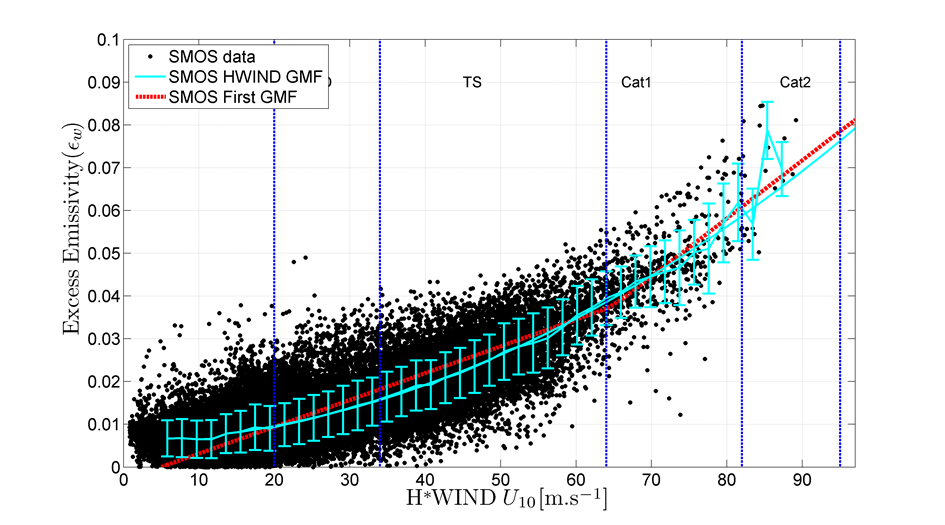 0.1
0.09
0.08
0.07
0.06
0.05
0.04
0.03
0.02
0.01
0
Excess Emissivity(ϵw)
SMOS data
SMOS HWIND GMF
SMOS First GMF
TS
Cat1
Cat2
0 10 20 30 40 50 60 70 80 90
H*WIND U10[m.s−1]